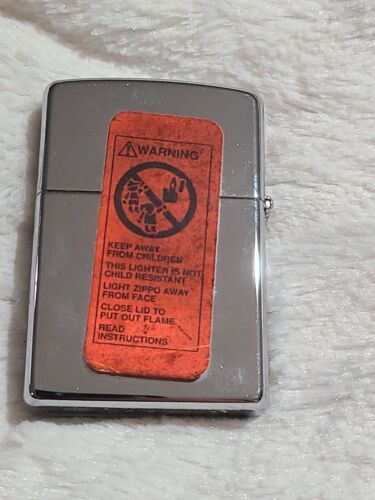 WARNING
KEEP AWAY
FROM CHILDREN
THIS LIGHTER IS NOT
CHILD RESISTANT
LIGHT ZIPPO AWAY
FROM FACE
CLOSE LID TO
PUT OUT FLAME
READ
INSTRUCTIONS